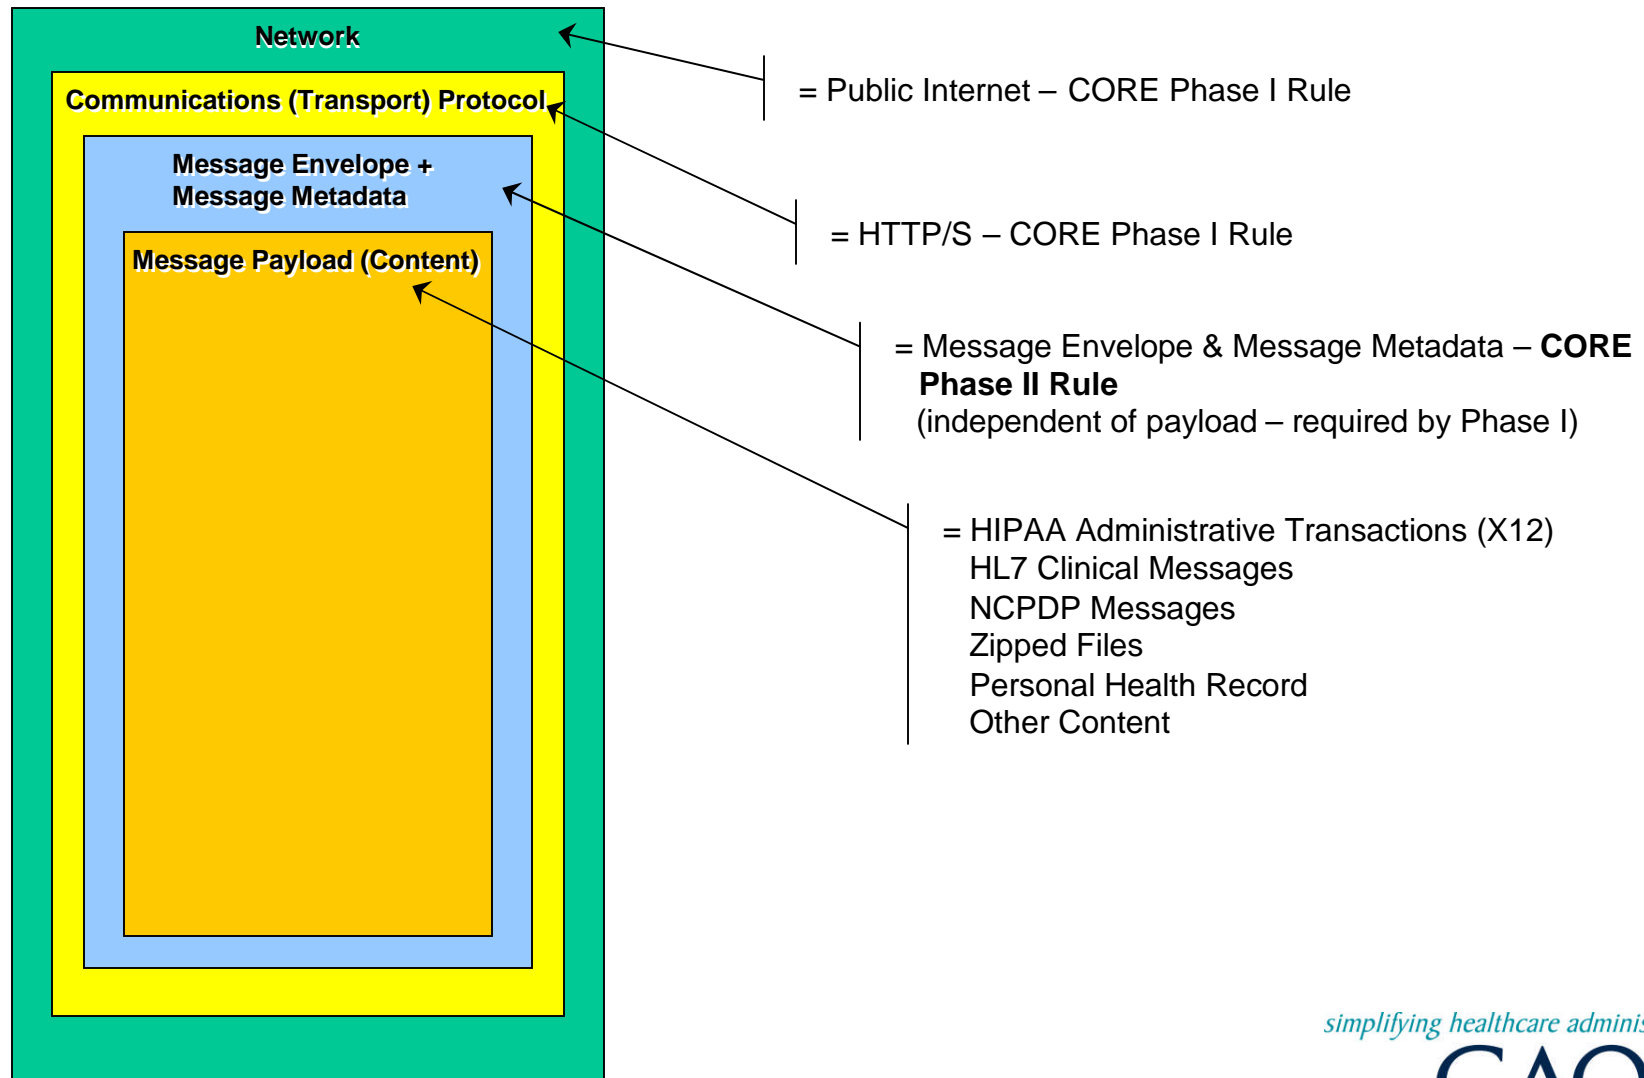 Network
= Public Internet – CORE Phase I Rule
Communications (Transport) Protocol
= HTTP/S – CORE Phase I Rule
Message Envelope +
Message Metadata
= Message Envelope & Message Metadata – CORE
Phase II Rule
(independent of payload – required by Phase I)
Message Payload (Content)
= HIPAA Administrative Transactions (X12)
HL7 Clinical Messages
NCPDP Messages
Zipped Files
Personal Health Record
Other Content
simplifying healthcare